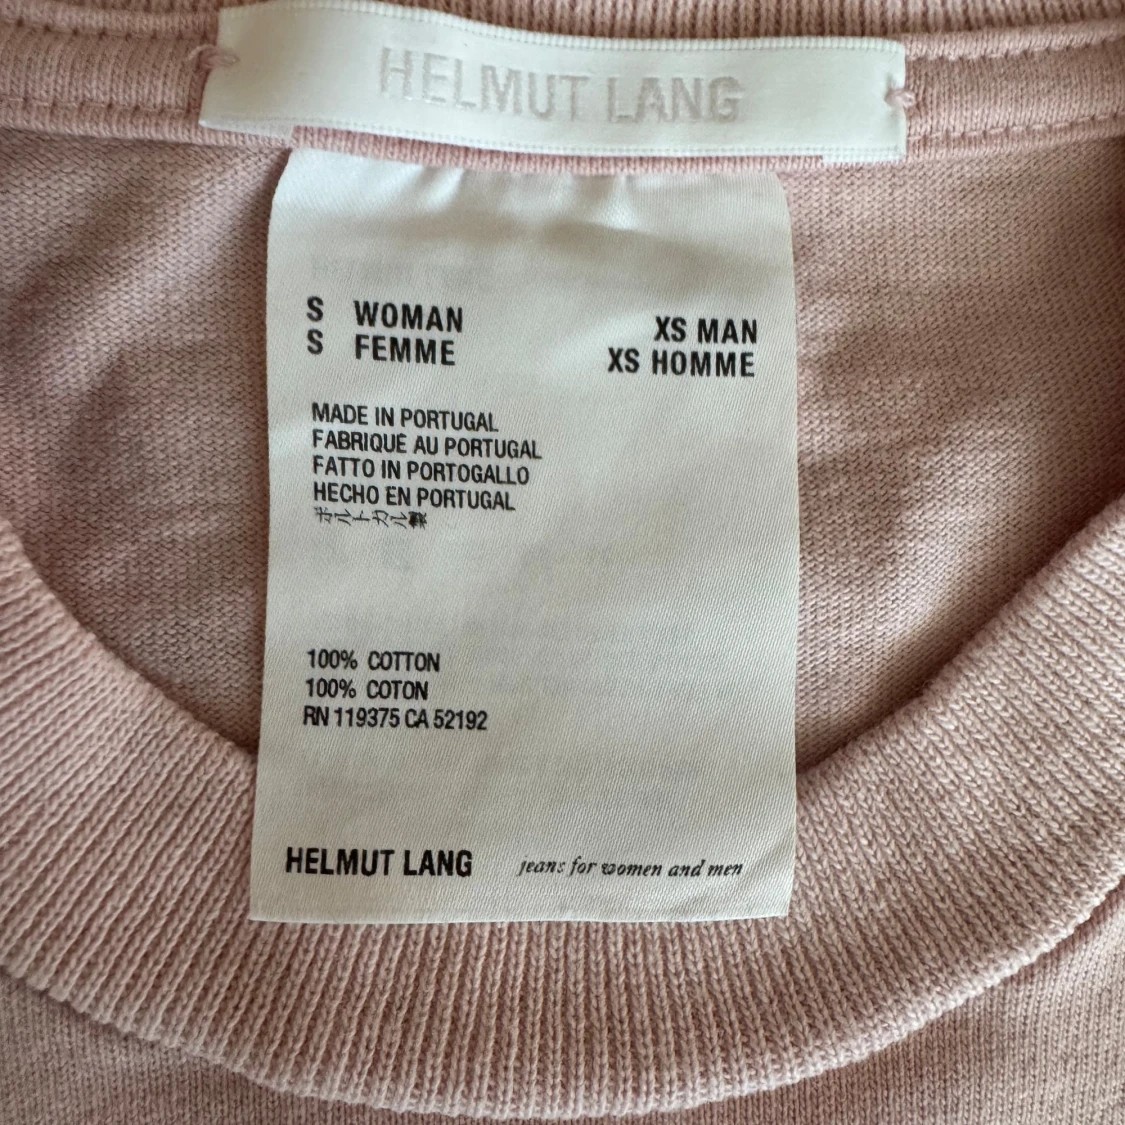 HELMUT LANG
S WOMAN XS MAN
S FEMME XS HOMME
MADE IN PORTUGAL
FABRIQUÉ AU PORTUGAL
FATTO IN PORTOGALLO
HECHO EN PORTUGAL
ポルトガル製
100% COTTON
100% COTON
RN 119375 CA 52192
HELMUT LANG jeans for women and men